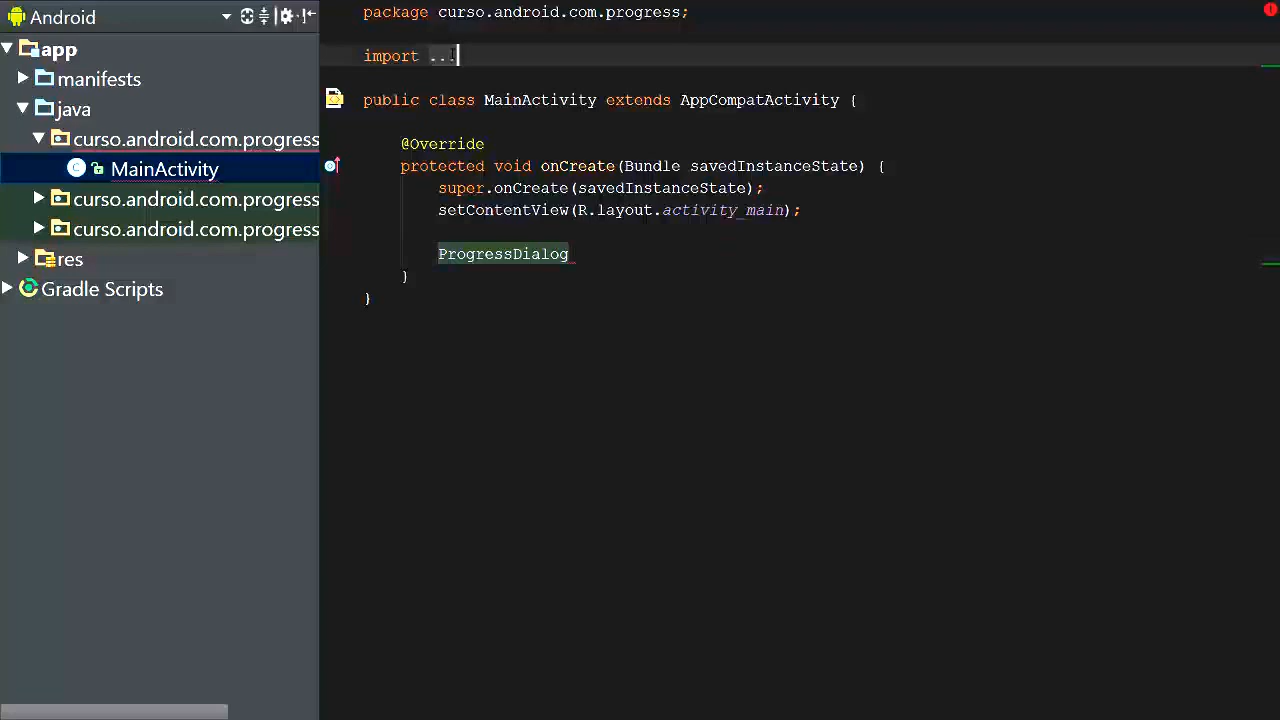 Android
app
manifests
java
curso.android.com.progress
MainActivity
curso.android.com.progress
curso.android.com.progress
res
Gradle Scripts
package curso.android.com.progress;
import ...
public class MainActivity extends AppCompatActivity {
@Override
protected void onCreate(Bundle savedInstanceState) {
super.onCreate(savedInstanceState);
setContentView(R.layout.activity_main);
ProgressDialog
}
}